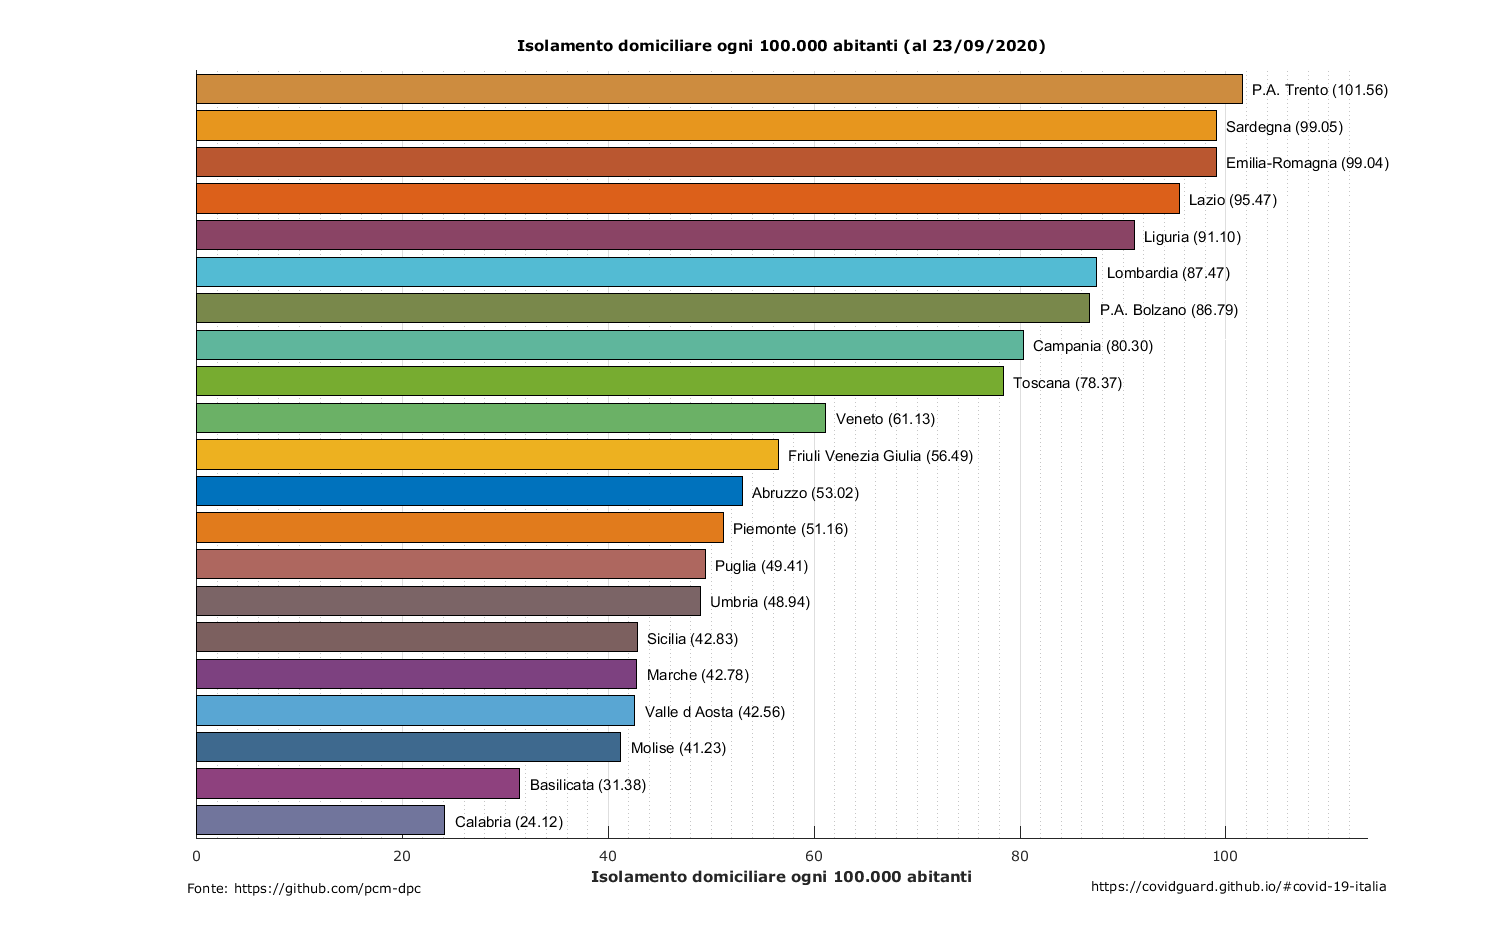 Isolamento domiciliare ogni 100.000 abitanti (al 23/09/2020)
P.A. Trento (101.56)
Sardegna (99.05)
Emilia-Romagna (99.04)
Lazio (95.47)
Liguria (91.10)
Lombardia (87.47)
P.A. Bolzano (86.79)
Campania (80.30)
Toscana (78.37)
Veneto (61.13)
Friuli Venezia Giulia (56.49)
Abruzzo (53.02)
Piemonte (51.16)
Puglia (49.41)
Umbria (48.94)
Sicilia (42.83)
Marche (42.78)
Valle d Aosta (42.56)
Molise (41.23)
Basilicata (31.38)
Calabria (24.12)
0 20 40 60 80 100
Isolamento domiciliare ogni 100.000 abitanti
Fonte: https://github.com/pcm-dpc
https://covidguard.github.io/#covid-19-italia